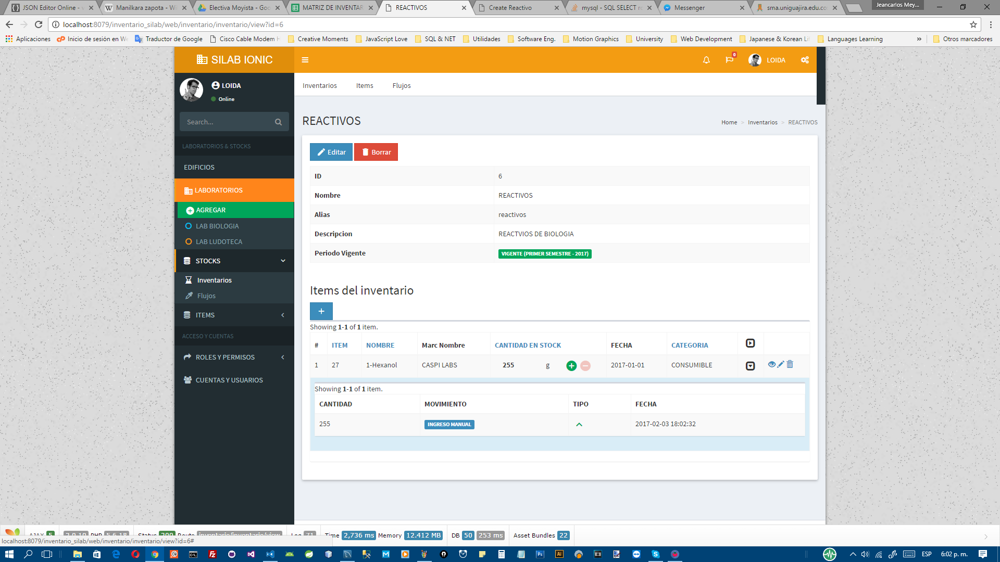 JSON Editor Online - v
Manilkara zapota - Wi
Electiva Moyista - Goo
MATRIZ DE INVENTAR
REACTIVOS
Create Reactivo
mysql - SQL SELECT ro
Messenger
sma.uniguajira.edu.co
Jeancarlos Mey...
localhost:8079/inventario_silab/web/inventario/inventario/view?id=6
Aplicaciones
Inicio de sesión en We
Traductor de Google
Cisco Cable Modem H
Creative Moments
JavaScript Love
SQL & NET
Utilidades
Software Eng.
Motion Graphics
University
Web Development
Japanese & Korean Lif
Languages Learning
»
Otros marcadores
SILAB IONIC
0
LOIDA
LOIDA
Online
Inventarios
Items
Flujos
Search...
REACTIVOS
Home > Inventarios > REACTIVOS
LABORATORIOS & STOCKS
EDIFICIOS
LABORATORIOS
AGREGAR
LAB BIOLOGIA
LAB LUDOTECA
STOCKS
Inventarios
Flujos
ITEMS
ACCESO Y CUENTAS
ROLES Y PERMISOS
CUENTAS Y USUARIOS
Editar
Borrar
ID 6
Nombre REACTIVOS
Alias reactivos
Descripcion REACTVIOS DE BIOLOGIA
Periodo Vigente VIGENTE (PRIMER SEMESTRE - 2017)
Items del inventario
+
Showing 1-1 of 1 item.
# ITEM NOMBRE Marc Nombre CANTIDAD EN STOCK FECHA CATEGORIA
1 27 1-Hexanol CASPI LABS 255 g 2017-01-01 CONSUMIBLE
Showing 1-1 of 1 item.
CANTIDAD MOVIMIENTO TIPO FECHA
255 INGRESO MANUAL 2017-02-03 18:02:32
AJAX 5 2.0.10 PHP 5.6.18 Status 200 Route inventario/inventario/view Log 71 Time 2,736 ms Memory 12.412 MB DB 50 253 ms Asset Bundles 22
localhost:8079/inventario_silab/web/inventario/inventario/view?id=6#
ESP
6:02 p. m.